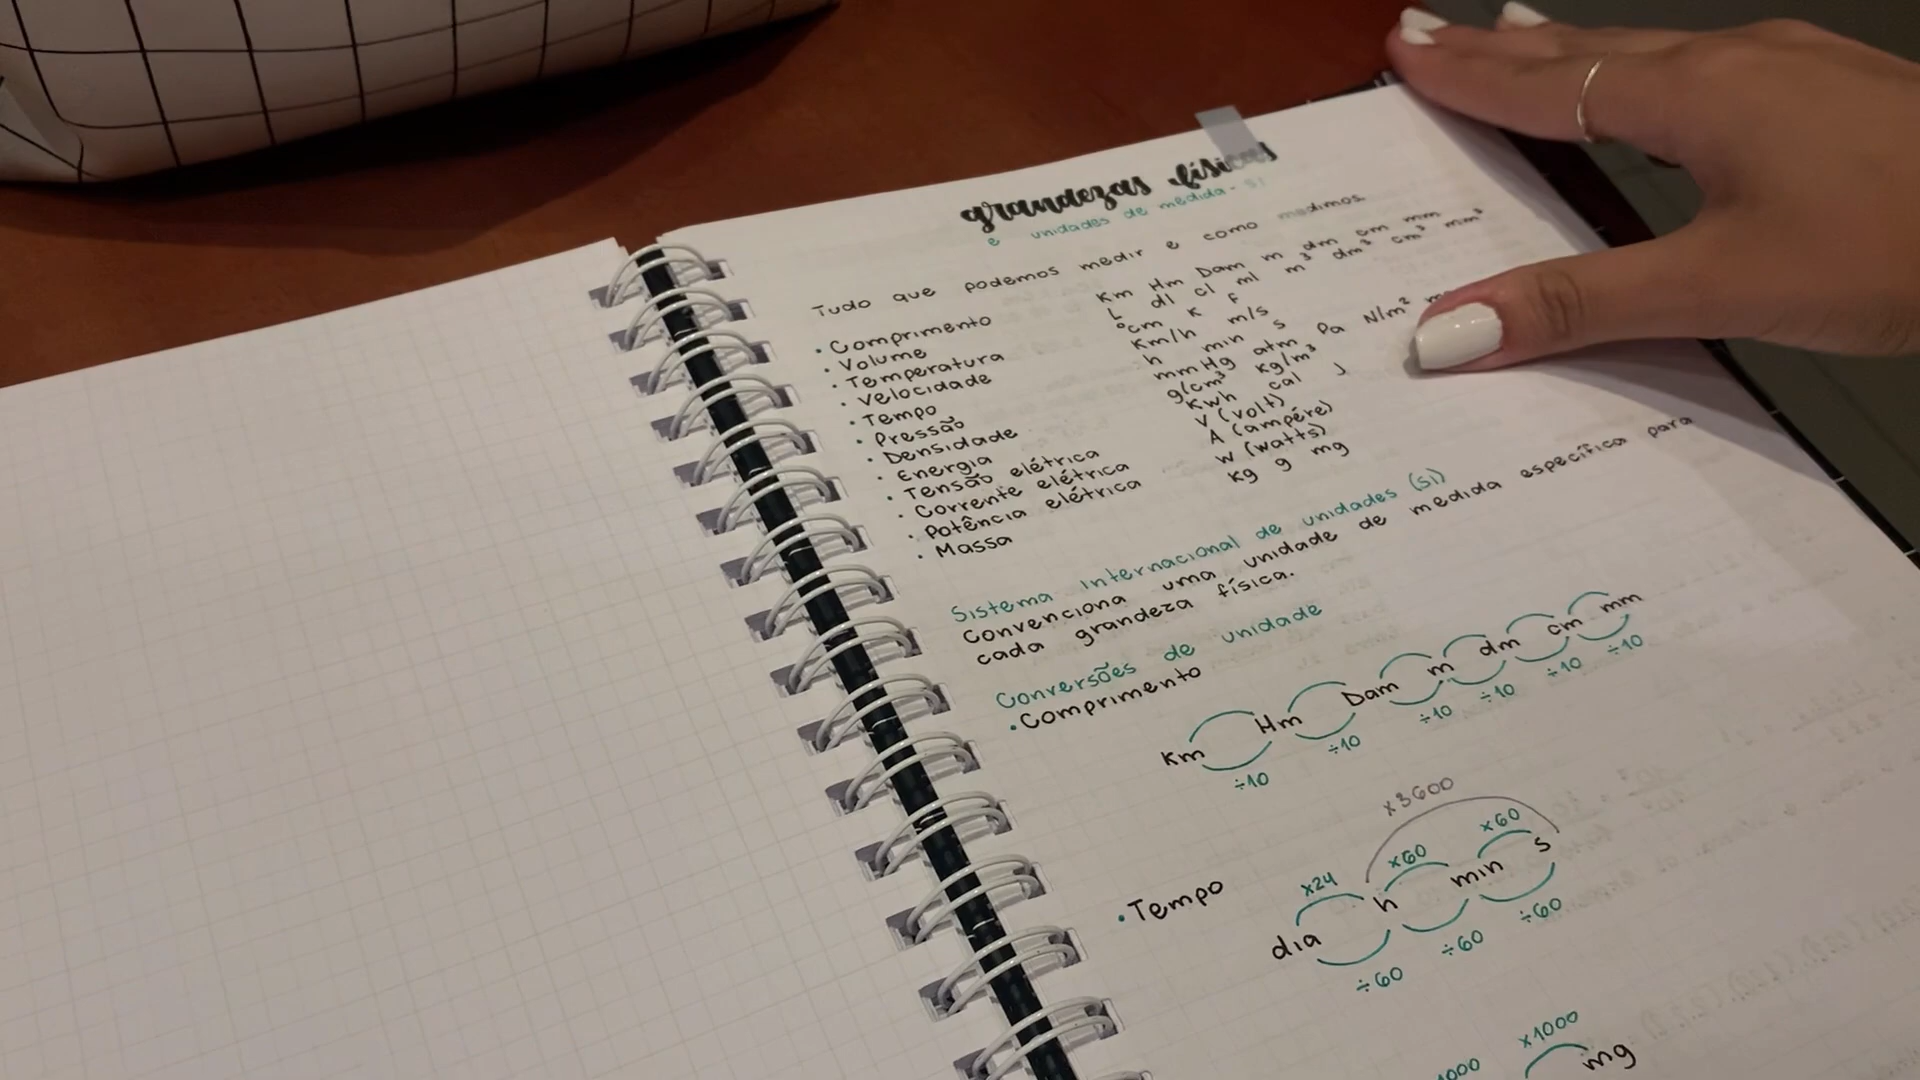 grandezas físicas
e unidades de medida - SI
Tudo que podemos medir e como medimos
• Comprimento Km Hm Dam m dm cm mm
• Volume L dl cl ml m³ dm³ cm³ mm³
• Temperatura °cm K F
• Velocidade Km/h m/s
• Tempo h min s
• Pressão mmHg atm Pa N/m²
• Densidade g/cm³ kg/m³
• Energia Kwh cal J
• Tensão elétrica V (volt)
• Corrente elétrica A (ampére)
• Potência elétrica W (watts)
• Massa kg g mg
Sistema Internacional de unidades (SI)
Convenciona uma unidade de medida específica para
cada grandeza física.
Conversões de unidade
• Comprimento
Km Hm Dam m dm cm mm
÷10 ÷10 ÷10 ÷10 ÷10 ÷10
• Tempo
x3600
x24 x60 x60
dia h min s
÷60 ÷60 ÷60
x1000
mg